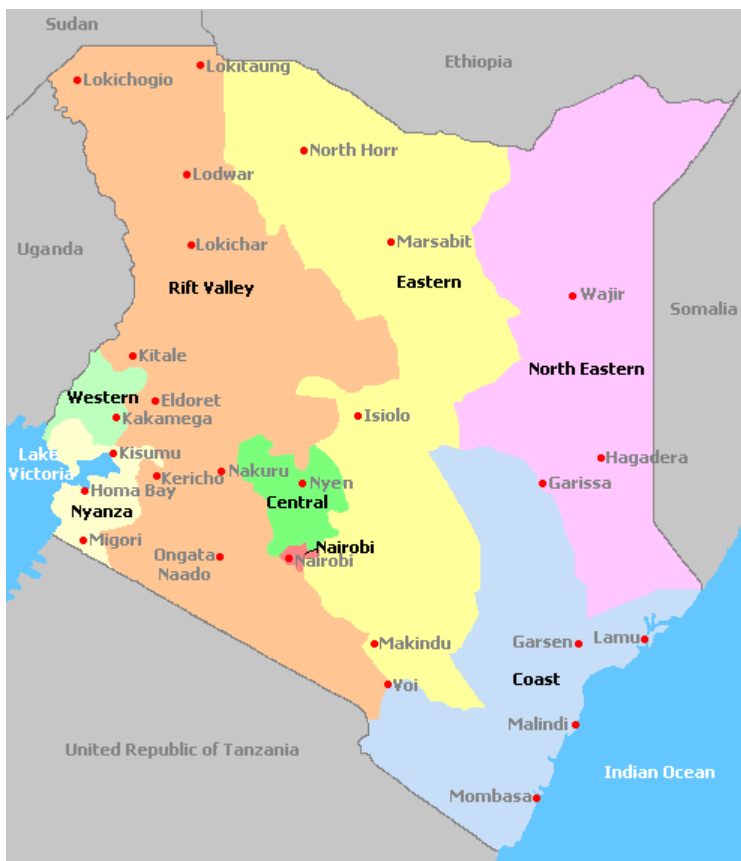 Sudan
Ethiopia
Lokitaung
Lokichogio
North Horr
Lodwar
Uganda
Lokichar
Marsabit
Rift Valley
Eastern
Wajir
Somalia
Kitale
North Eastern
Western
Eldoret
Kakamega
Isiolo
Lake
Victoria
Kisumu
Kericho
Nakuru
Nyen
Hagadera
Garissa
Homa Bay
Nyanza
Central
Migori
Nairobi
Nairobi
Ongata
Naado
Makindu
Garsen
Lamu
Voi
Coast
Malindi
United Republic of Tanzania
Indian Ocean
Mombasa